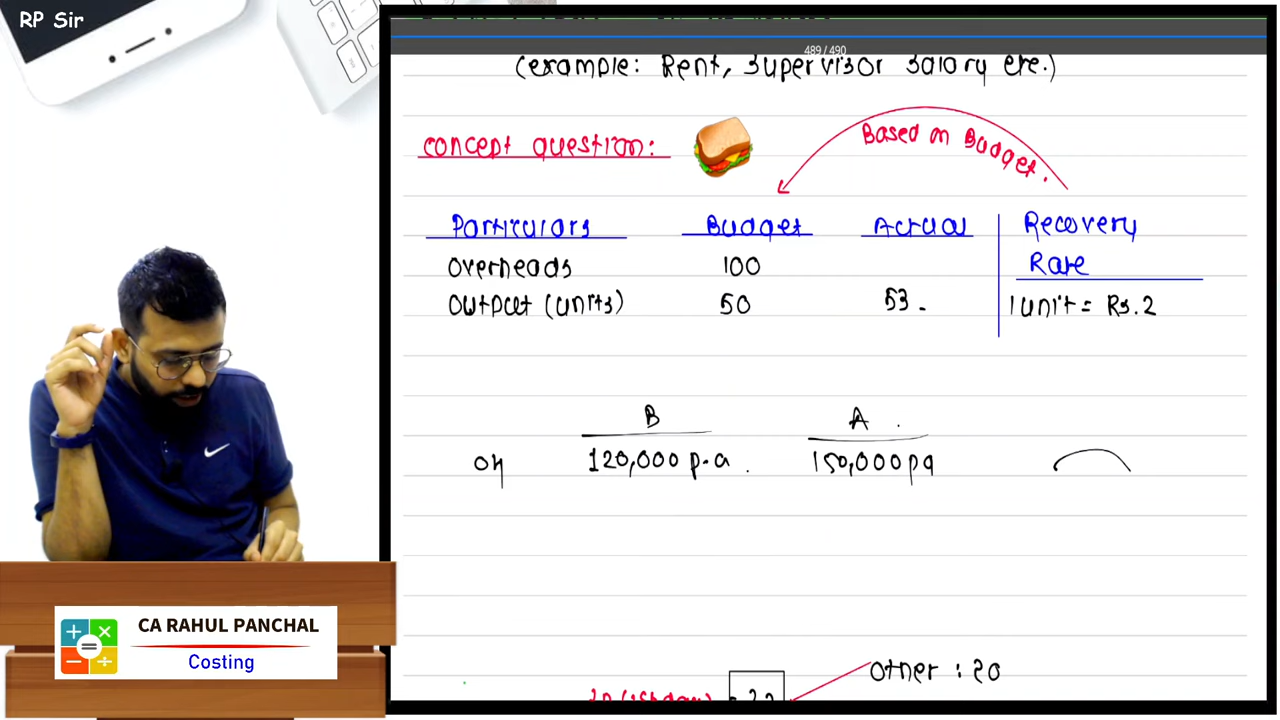 RP Sir
489 / 490
(example: Rent, Supervisor Salary etc.)
Concept question:
Based on Budget.
Particulars Budget Actual Recovery
Overheads 100 Rate
Output (units) 50 53. 1 unit = Rs. 2
B A
OH 120,000 p.a. 150,000 pa
CA RAHUL PANCHAL
Costing
Other : 20